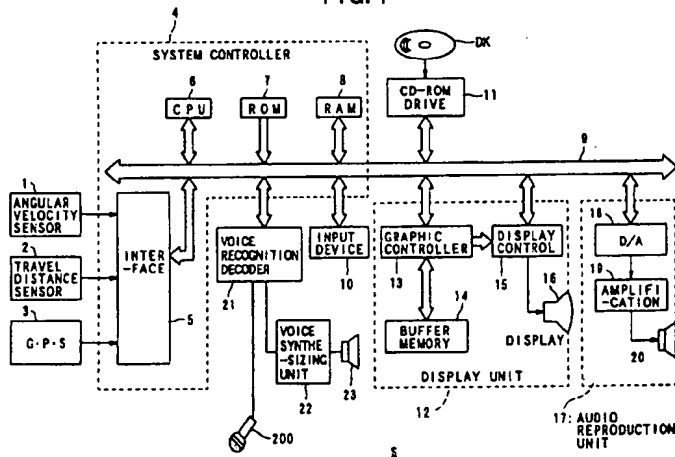 4
SYSTEM CONTROLLER
DK
6
7
8
CPU
ROM
RAM
CD-ROM
DRIVE
11
9
1
ANGULAR
VELOCITY
SENSOR
2
TRAVEL
DISTANCE
SENSOR
3
G·P·S
INTER
-FACE
5
VOICE
RECOGNITION
DECODER
21
INPUT
DEVICE
10
GRAPHIC
CONTROLLER
13
DISPLAY
CONTROL
15
16
DISPLAY
18
D/A
19
AMPLIFI
-CATION
20
BUFFER
MEMORY
14
VOICE
SYNTHE
-SIZING
UNIT
22
23
DISPLAY UNIT
12
17: AUDIO
REPRODUCTION
UNIT
200
S